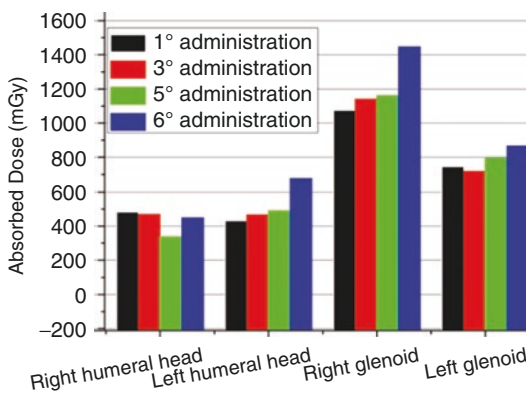 1600
1400
1200
1000
800
600
400
200
0
–200
Absorbed Dose (mGy)
1° administration
3° administration
5° administration
6° administration
Right humeral head
Left humeral head
Right glenoid
Left glenoid